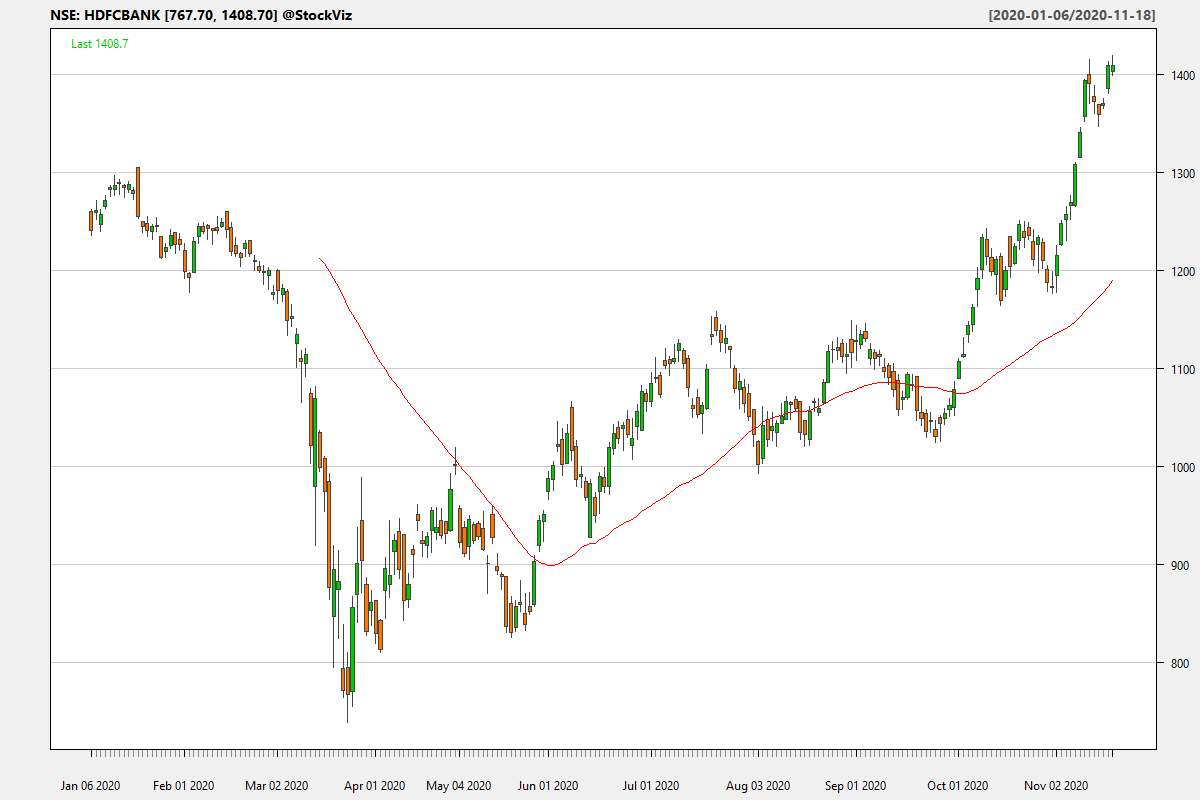 NSE: HDFCBANK [767.70, 1408.70] @StockViz
[2020-01-06/2020-11-18]
Last 1408.7
1400
1300
1200
1100
1000
900
800
Jan 06 2020 Feb 01 2020 Mar 02 2020 Apr 01 2020 May 04 2020 Jun 01 2020 Jul 01 2020 Aug 03 2020 Sep 01 2020 Oct 01 2020 Nov 02 2020